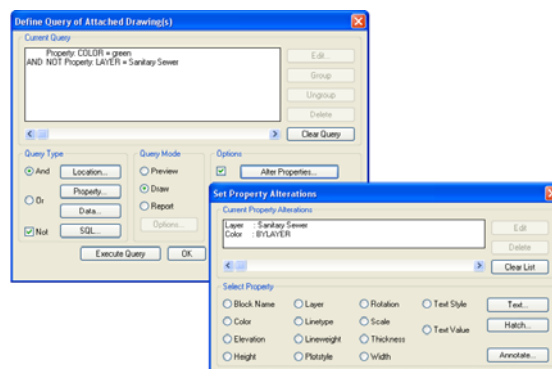 Define Query of Attached Drawing(s)
Current Query
Property: COLOR = green
AND NOT Property: LAYER = Sanitary Sewer
Edit...
Group
Ungroup
Delete
Clear Query
Query Type
And
Location...
Property...
Or
Data...
Not
SQL...
Query Mode
Preview
Draw
Report
Options...
Options
Alter Properties...
Execute Query
OK
Set Property Alterations
Current Property Alterations
Layer : Sanitary Sewer
Color : BYLAYER
Edit
Delete
Clear List
Select Property
Block Name
Layer
Rotation
Text Style
Text...
Color
Linetype
Scale
Text Value
Hatch...
Elevation
Lineweight
Thickness
Height
Plotstyle
Width
Annotate...